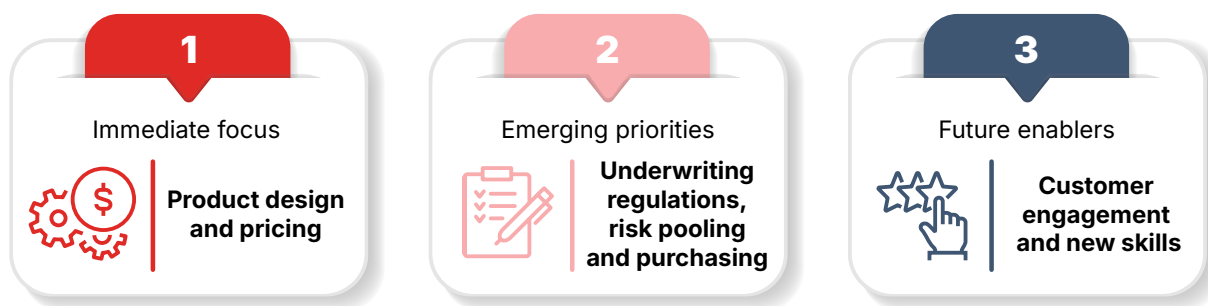 1
Immediate focus
$
Product design
and pricing
2
Emerging priorities
Underwriting
regulations,
risk pooling
and purchasing
3
Future enablers
Customer
engagement
and new skills